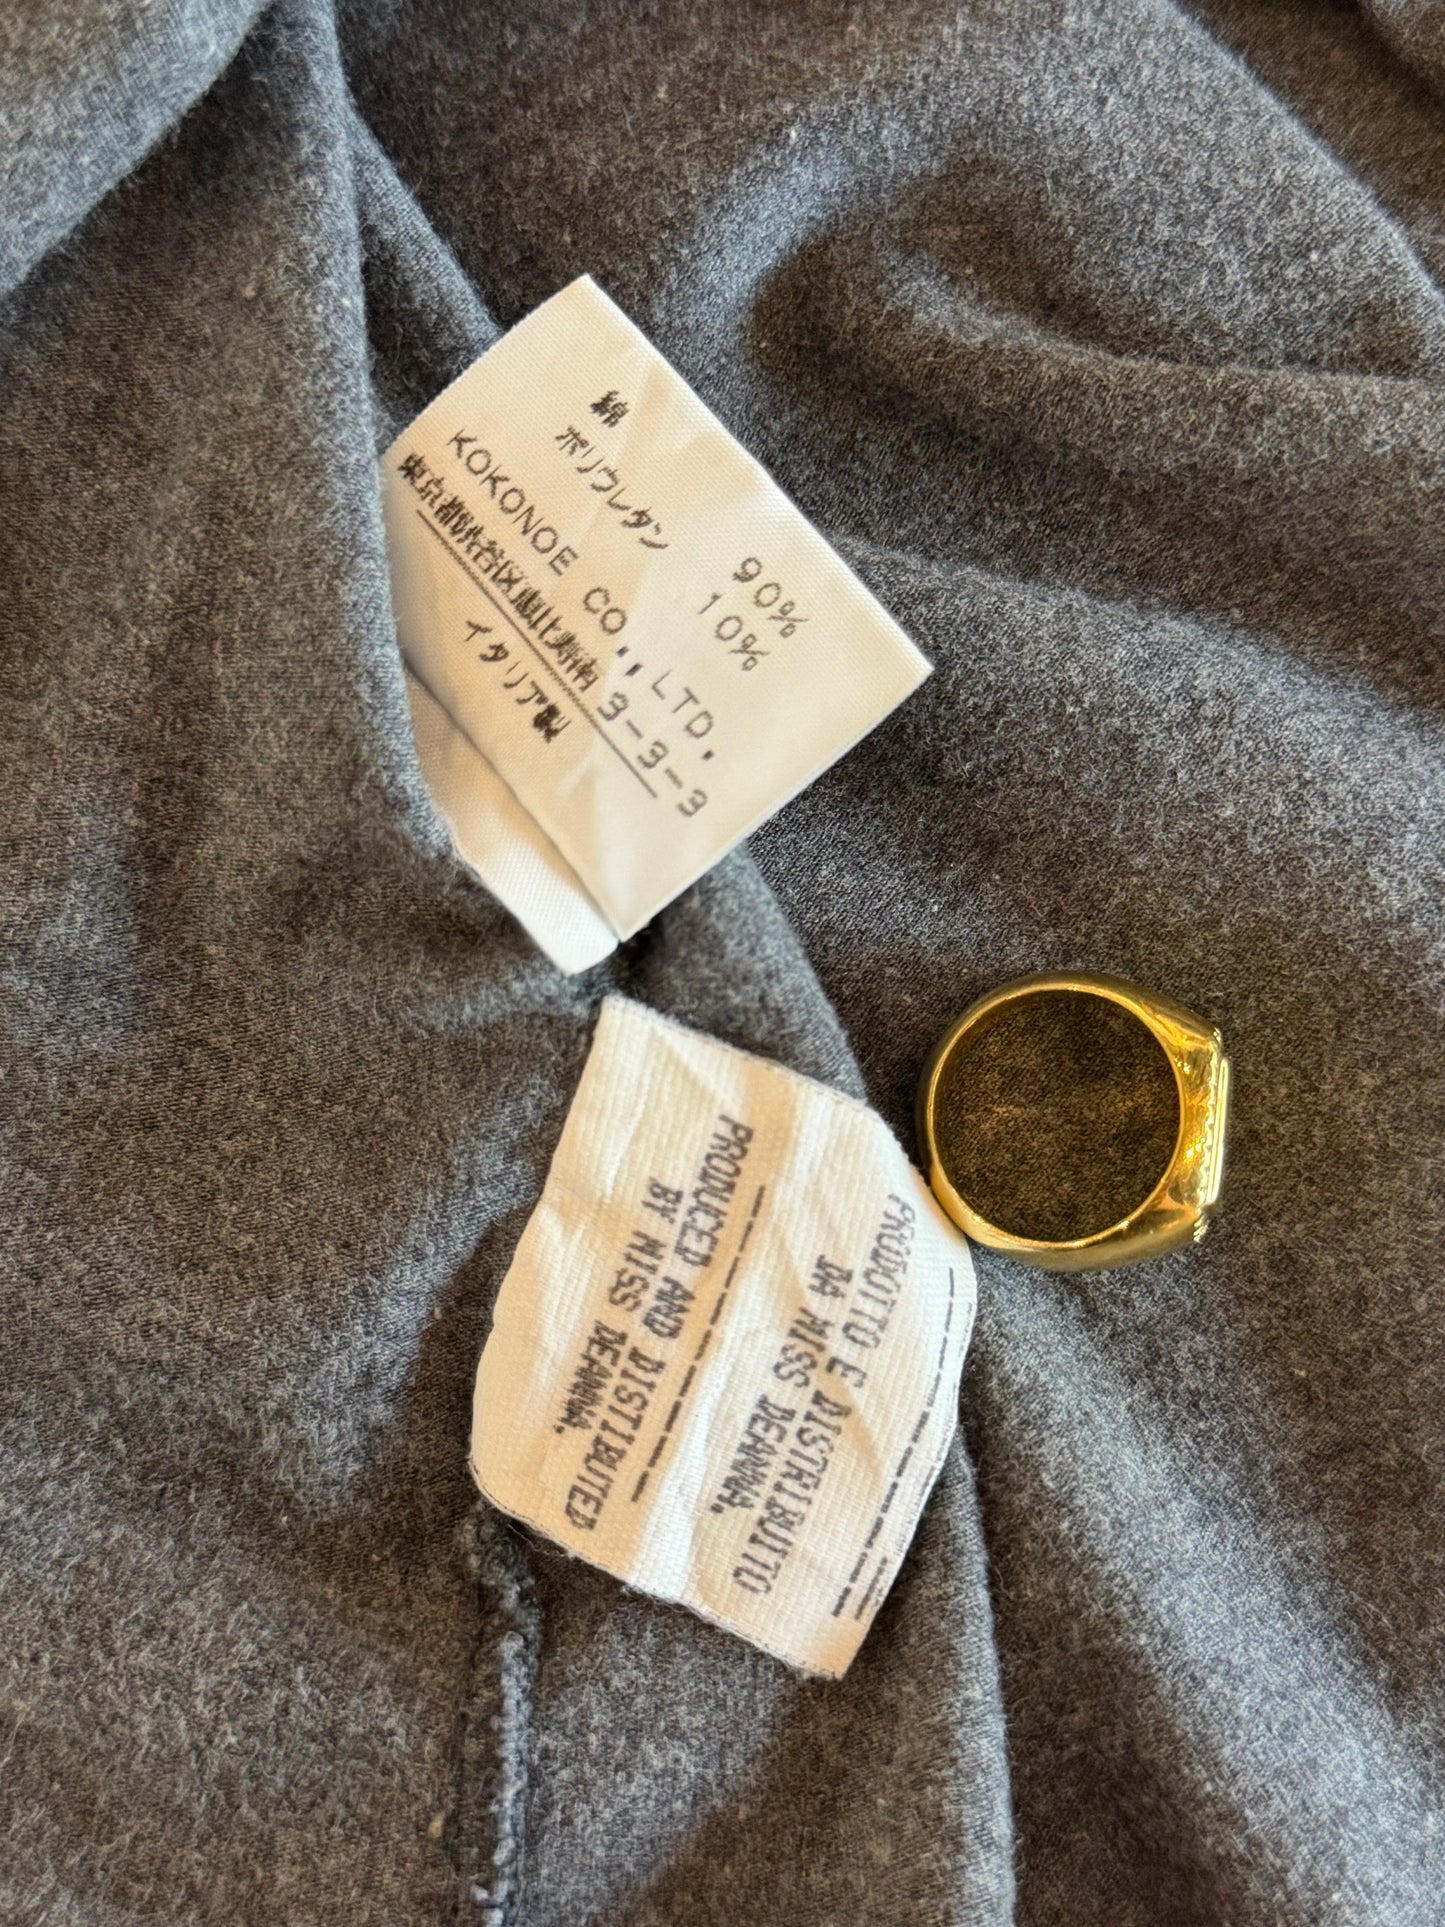 綿 90%
ポリウレタン 10%
KOKONOE CO.,LTD.
東京都渋谷区恵比寿南 3-3-3
イタリア製
PRODUCED AND DISTIBUTED
BY MISS DEANNA.
PRODUTTO E DISTRIBUITO
DA MISS DEANNA.